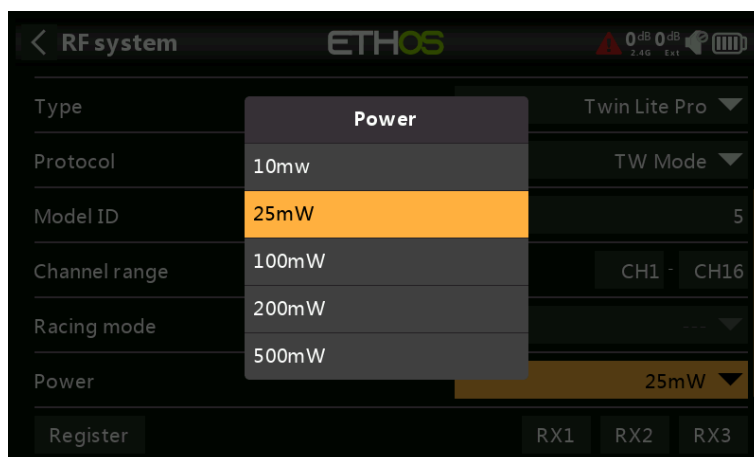 RF system ETHOS 0dB 0dB
2.4G Ext
Type Twin Lite Pro
Power
Protocol TW Mode
10mw
Model ID 5
25mW
Channel range CH1 - CH16
100mW
Racing mode ---
200mW
500mW
Power 25mW
Register RX1 RX2 RX3